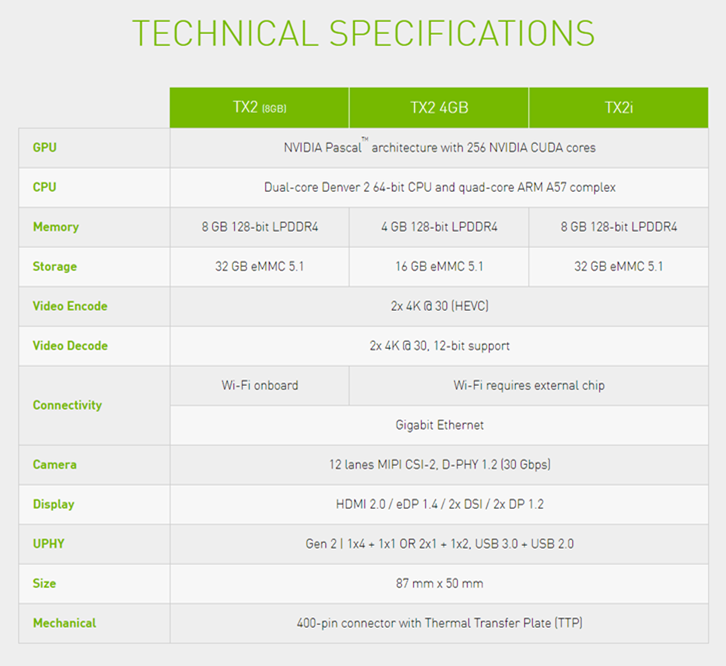 TECHNICAL SPECIFICATIONS
TX2 (8GB) TX2 4GB TX2i
GPU NVIDIA Pascal™ architecture with 256 NVIDIA CUDA cores
CPU Dual-core Denver 2 64-bit CPU and quad-core ARM A57 complex
Memory 8 GB 128-bit LPDDR4 4 GB 128-bit LPDDR4 8 GB 128-bit LPDDR4
Storage 32 GB eMMC 5.1 16 GB eMMC 5.1 32 GB eMMC 5.1
Video Encode 2x 4K @ 30 (HEVC)
Video Decode 2x 4K @ 30, 12-bit support
Connectivity Wi-Fi onboard Wi-Fi requires external chip
Gigabit Ethernet
Camera 12 lanes MIPI CSI-2, D-PHY 1.2 (30 Gbps)
Display HDMI 2.0 / eDP 1.4 / 2x DSI / 2x DP 1.2
UPHY Gen 2 | 1x4 + 1x1 OR 2x1 + 1x2, USB 3.0 + USB 2.0
Size 87 mm x 50 mm
Mechanical 400-pin connector with Thermal Transfer Plate (TTP)